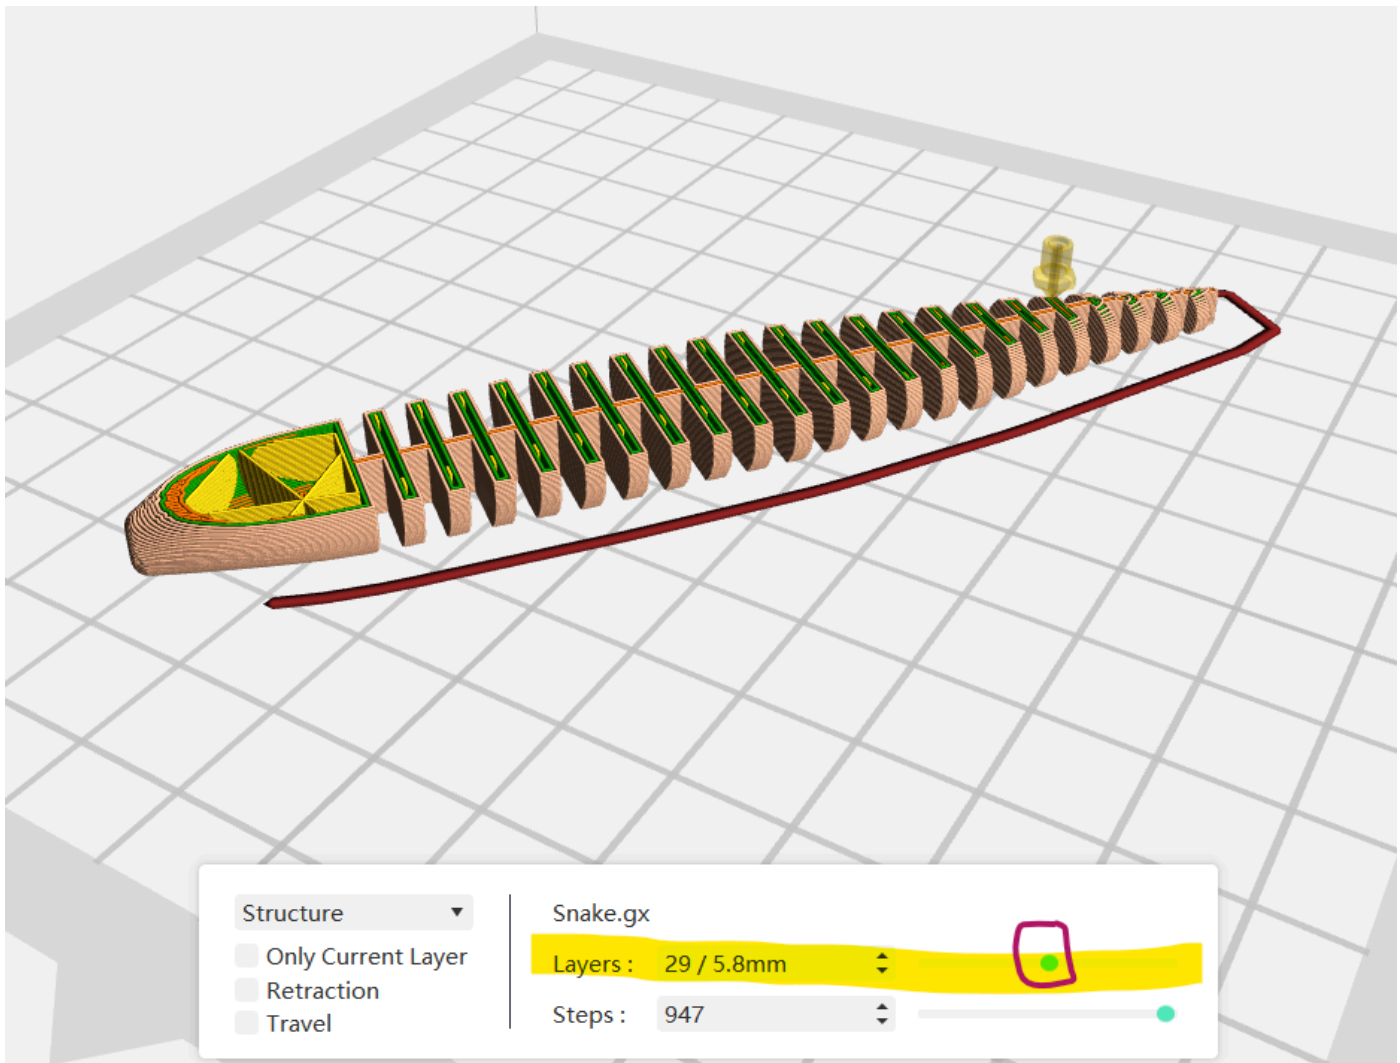 Structure
Only Current Layer
Retraction
Travel
Snake.gx
Layers : 29 / 5.8mm
Steps : 947